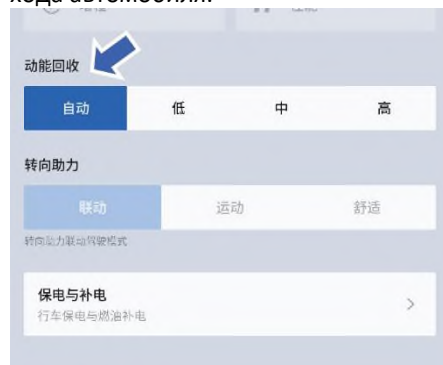 хода автомобиля.
动能回收
自动 低 中 高
转向助力
联动 运动 舒适
转向助力联动驾驶模式
保电与补电
行车保电与燃油补电